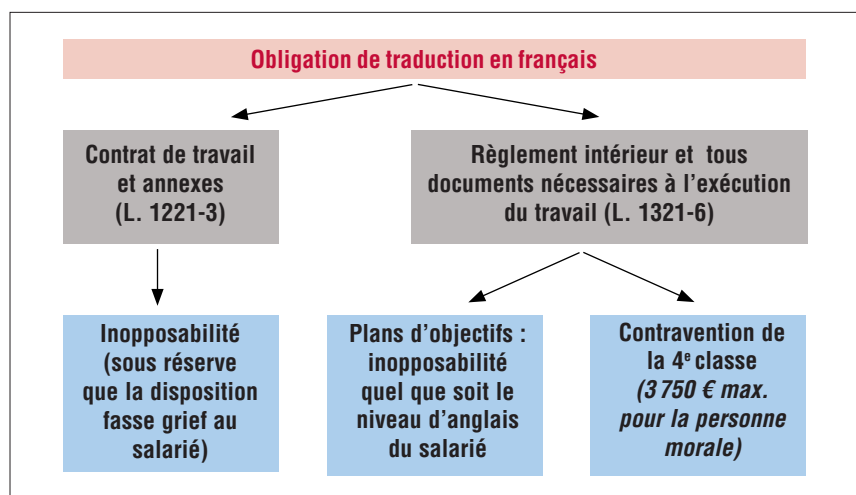 Obligation de traduction en français
Contrat de travail
et annexes
(L. 1221-3)
Règlement intérieur et tous
documents nécessaires à l’exécution
du travail (L. 1321-6)
Inopposabilité
(sous réserve
que la disposition
fasse grief au
salarié)
Plans d’objectifs :
inopposabilité
quel que soit le
niveau d’anglais
du salarié
Contravention de
la 4e classe
(3 750 € max.
pour la personne
morale)